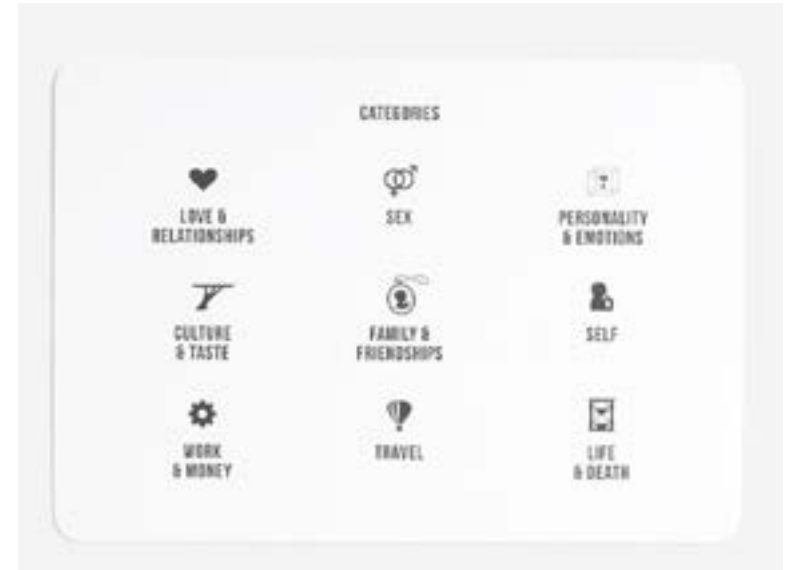 CATEGORIES
LOVE &
RELATIONSHIPS
SEX
PERSONALITY
& EMOTIONS
CULTURE
& TASTE
FAMILY &
FRIENDSHIPS
SELF
WORK
& MONEY
TRAVEL
LIFE
& DEATH